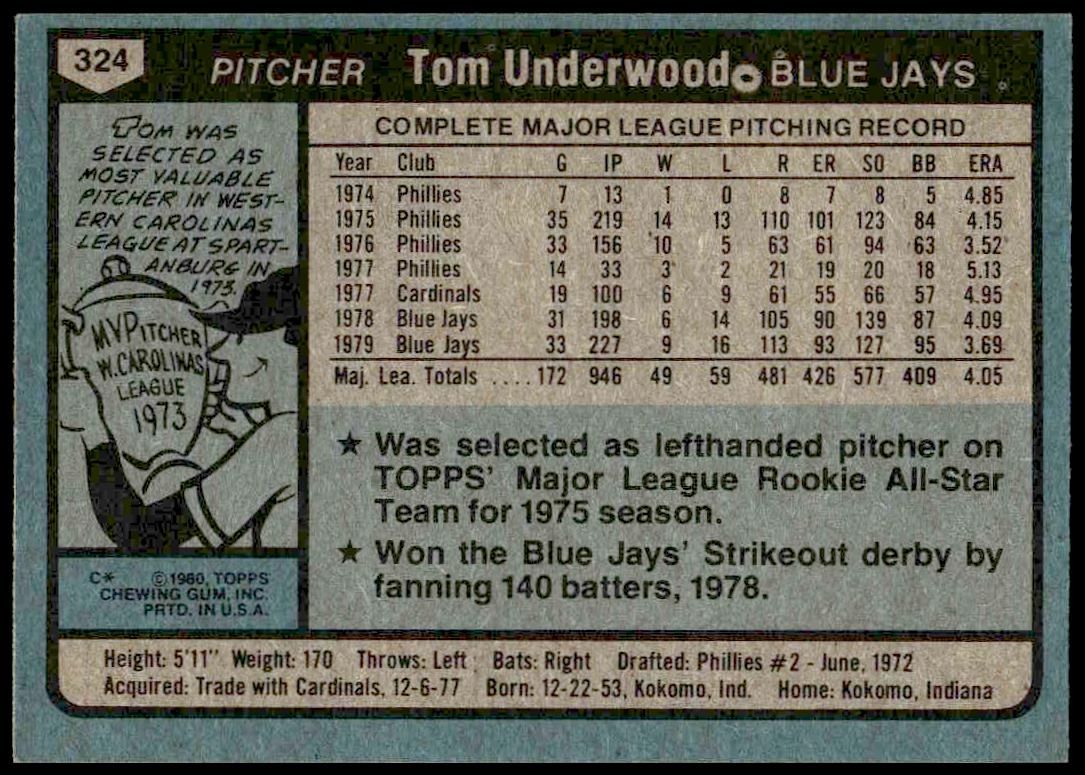 324 PITCHER Tom Underwood BLUE JAYS
TOM WAS
SELECTED AS
MOST VALUABLE
PITCHER IN WEST-
ERN CAROLINAS
LEAGUE AT SPART-
ANBURG IN
1973.
MVPITCHER
W. CAROLINAS
LEAGUE
1973
C* ©1980, TOPPS
CHEWING GUM, INC.
PRTD. IN U.S.A.
COMPLETE MAJOR LEAGUE PITCHING RECORD
Year Club G IP W L R ER SO BB ERA
1974 Phillies 7 13 1 0 8 7 8 5 4.85
1975 Phillies 35 219 14 13 110 101 123 84 4.15
1976 Phillies 33 156 10 5 63 61 94 63 3.52
1977 Phillies 14 33 3 2 21 19 20 18 5.13
1977 Cardinals 19 100 6 9 61 55 66 57 4.95
1978 Blue Jays 31 198 6 14 105 90 139 87 4.09
1979 Blue Jays 33 227 9 16 113 93 127 95 3.69
Maj. Lea. Totals ....172 946 49 59 481 426 577 409 4.05
★ Was selected as lefthanded pitcher on
TOPPS' Major League Rookie All-Star
Team for 1975 season.
★ Won the Blue Jays' Strikeout derby by
fanning 140 batters, 1978.
Height: 5'11" Weight: 170 Throws: Left Bats: Right Drafted: Phillies #2 - June, 1972
Acquired: Trade with Cardinals, 12-6-77 Born: 12-22-53, Kokomo, Ind. Home: Kokomo, Indiana